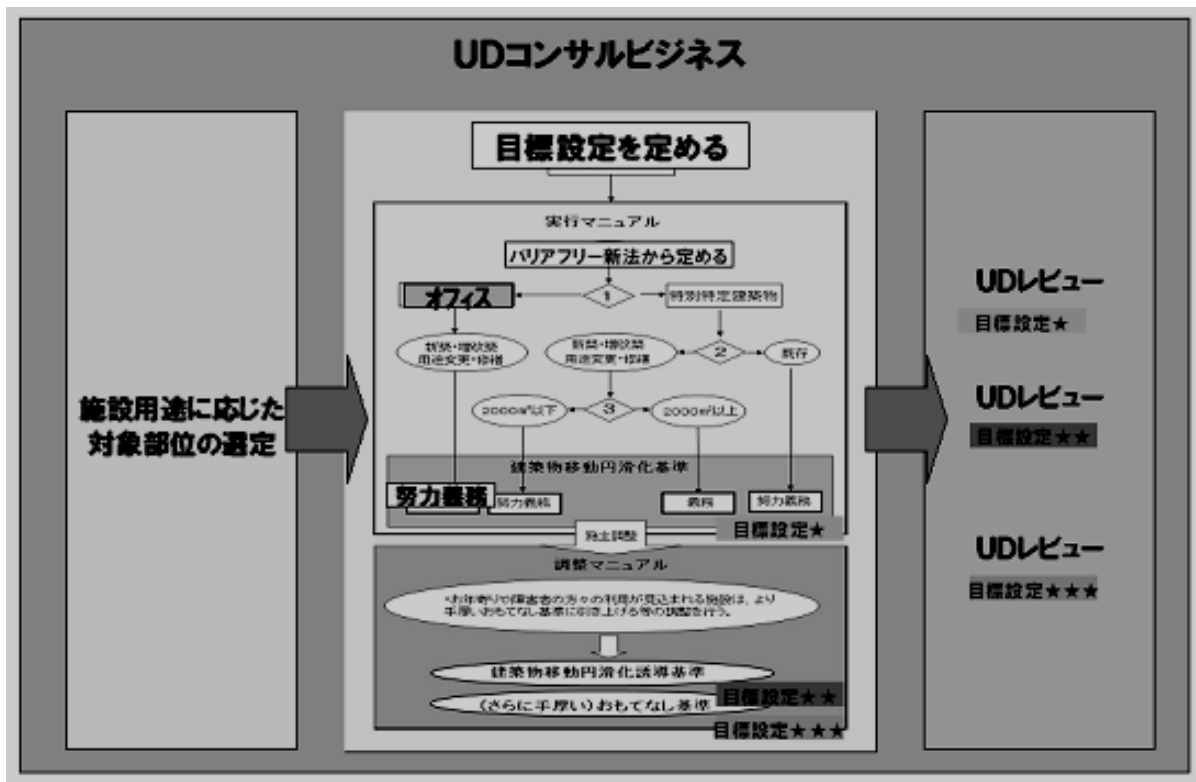 UDコンサルビジネス
施設用途に応じた
対象部位の選定
目標設定を定める
実行マニュアル
バリアフリー新法から定める
オフィス
1
特別特定建築物
新築・増改築
用途変更・修繕
新築・増改築
用途変更・修繕
2
既存
2000㎡以下
3
2000㎡以上
建築物移動円滑化基準
努力義務
努力義務
義務
努力義務
目標設定★
施主調整
調整マニュアル
*お年寄りや障害者の方々の利用が見込まれる施設は、より
手厚いおもてなし基準に引き上げる等の調整を行う。
建築物移動円滑化誘導基準
目標設定★★
(さらに手厚い)おもてなし基準
目標設定★★★
UDレビュー
目標設定★
UDレビュー
目標設定★★
UDレビュー
目標設定★★★